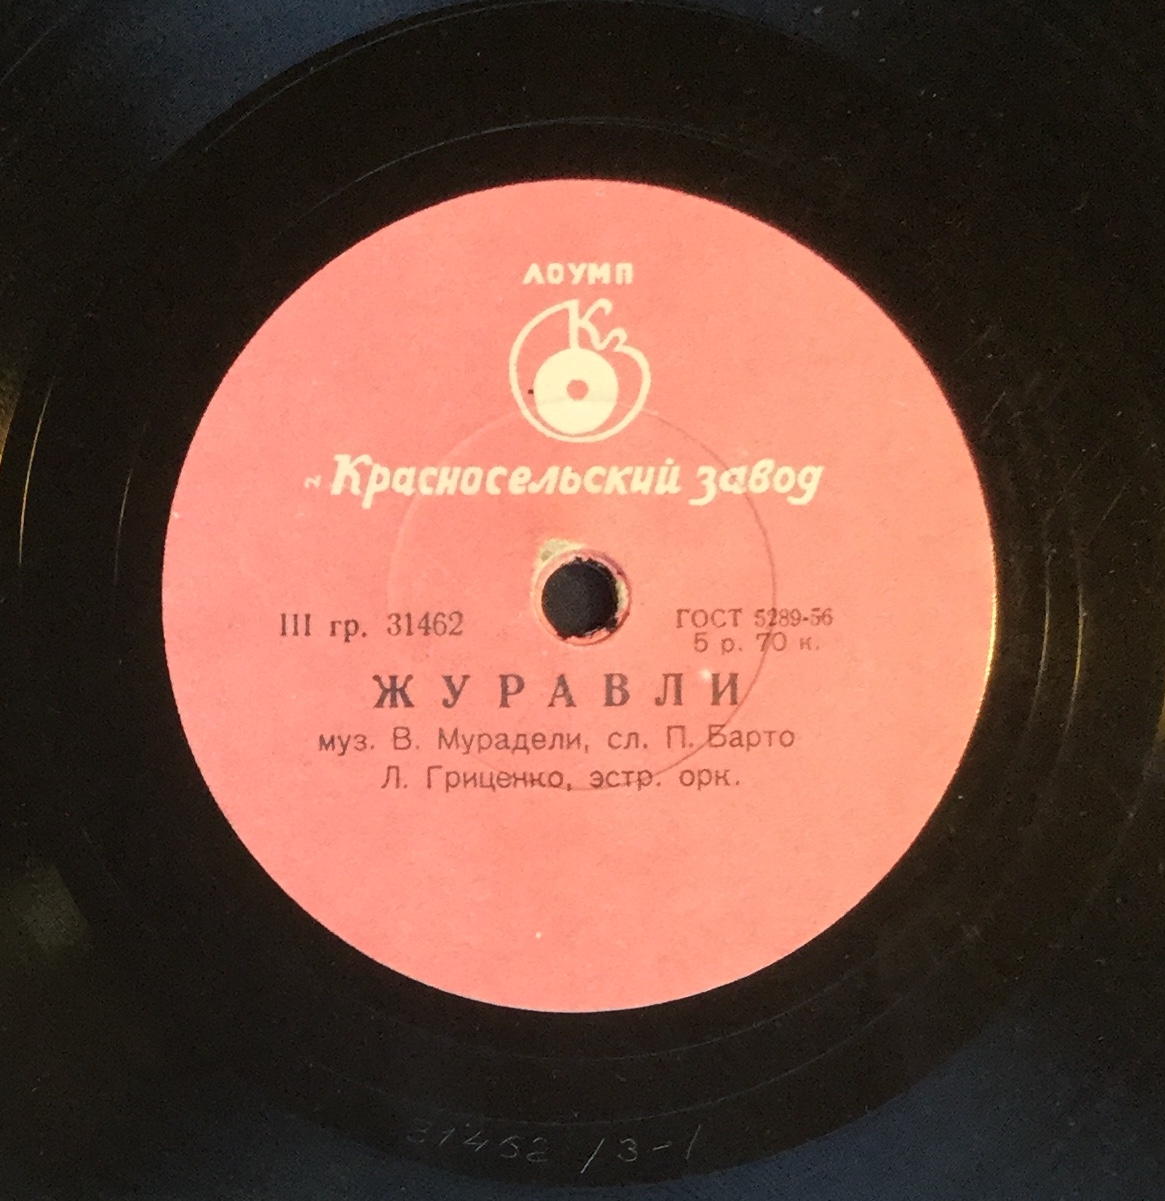 ЛОУМП
Кз
Красносельский завод
III гр. 31462
ГОСТ 5289-56
5 р. 70 к.
ЖУРАВЛИ
муз. В. Мурадели, сл. П. Барто
Л. Гриценко, эстр. орк.
31462 /3-1